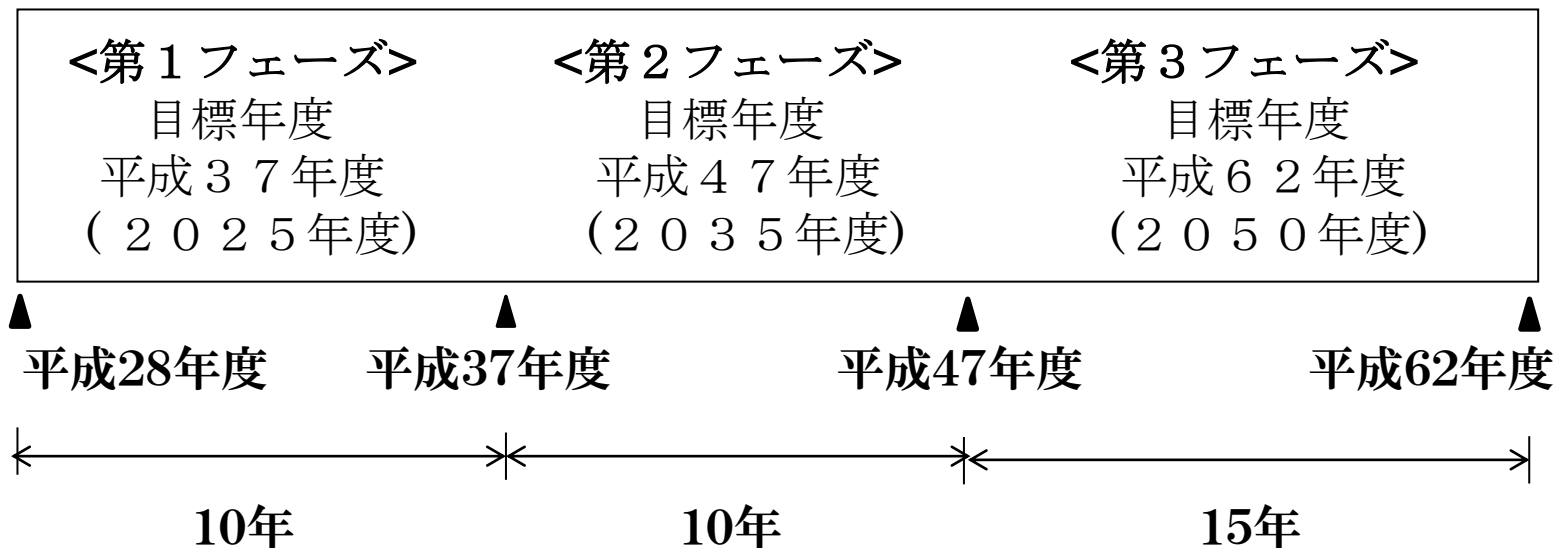 <第１フェーズ> <第２フェーズ> <第３フェーズ>
目標年度 目標年度 目標年度
平成３７年度 平成４７年度 平成６２年度
(２０２５年度) (２０３５年度) (２０５０年度)
平成28年度 平成37年度 平成47年度 平成62年度
10年 10年 15年